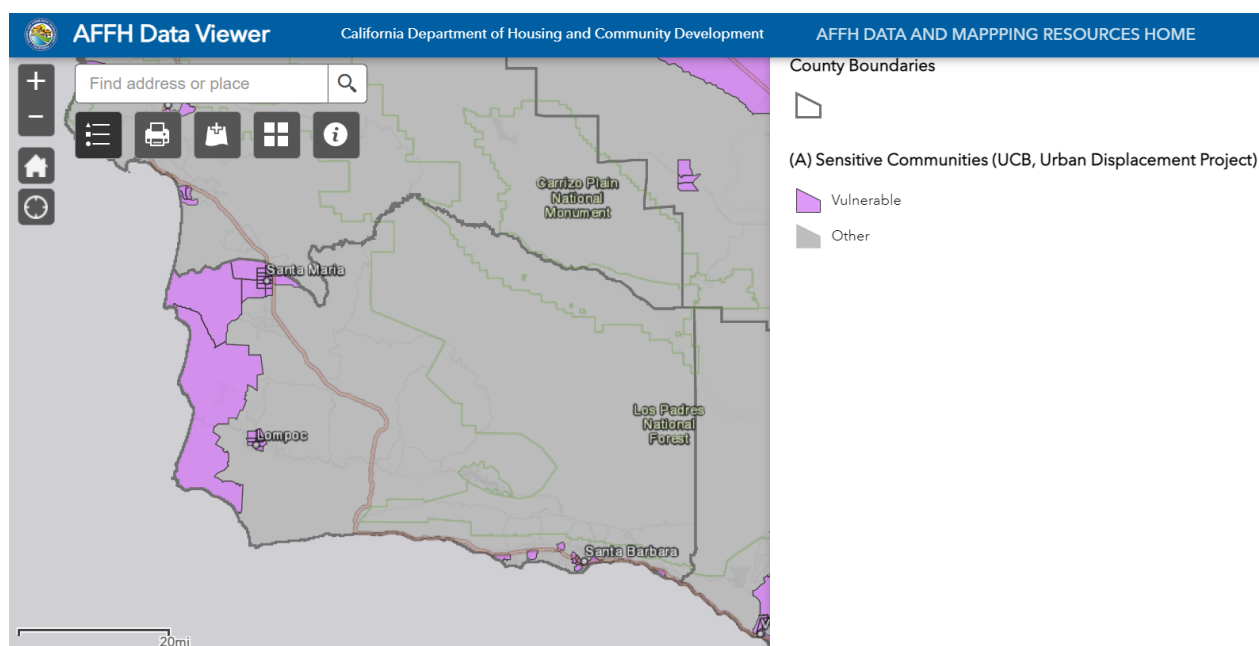 AFFH Data Viewer
California Department of Housing and Community Development
AFFH DATA AND MAPPPING RESOURCES HOME
+
Find address or place
−
i
County Boundaries
(A) Sensitive Communities (UCB, Urban Displacement Project)
Vulnerable
Other
Carrizo Plain
National
Monument
Santa Maria
Los Padres
National
Forest
Lompoc
Santa Barbara
20mi